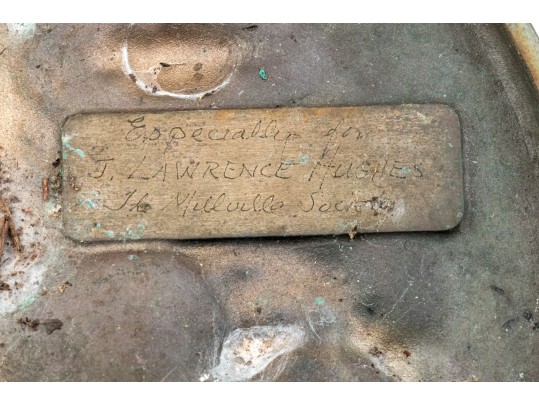 Especially for
J. LAWRENCE HUGHES
The Millville Society